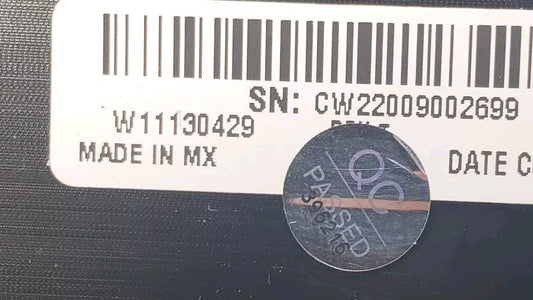 SN: CW22009002699
W11130429
MADE IN MX
DATE C
QC
PASSED